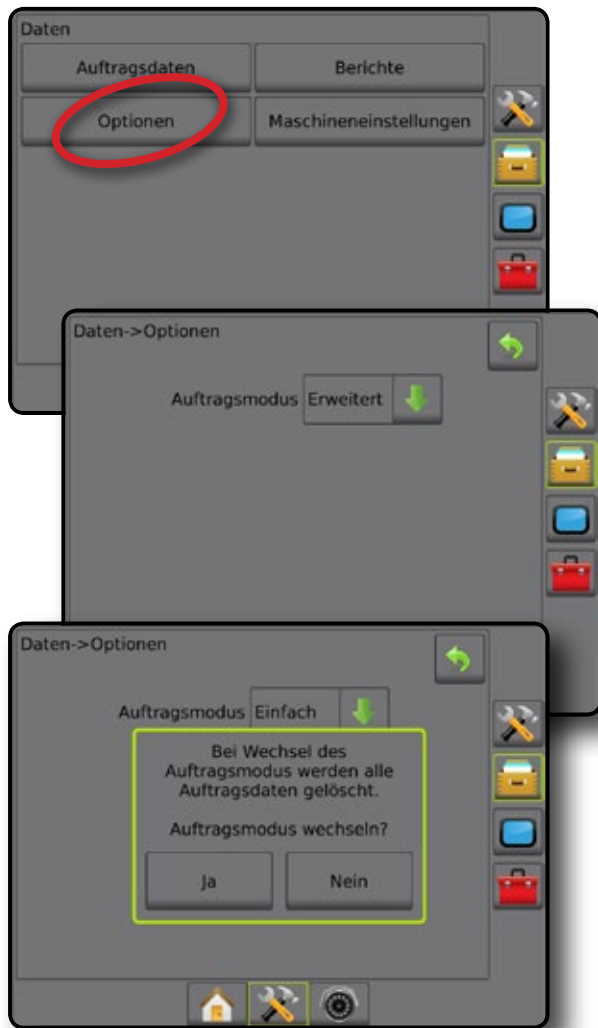 Daten
Auftragsdaten Berichte
Optionen Maschineneinstellungen
Daten->Optionen
Auftragsmodus Erweitert
Daten->Optionen
Auftragsmodus Einfach
Bei Wechsel des
Auftragsmodus werden alle
Auftragsdaten gelöscht.
Auftragsmodus wechseln?
Ja Nein